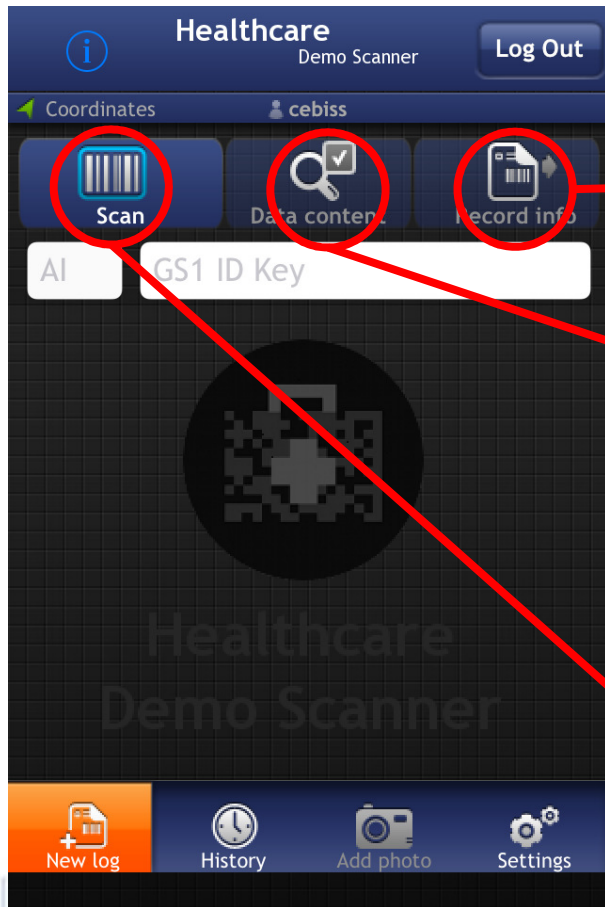 Healthcare
Demo Scanner
Log Out
Coordinates
cebiss
Scan
Data content
Record info
AI
GS1 ID Key
Healthcare
Demo Scanner
New log
History
Add photo
Settings